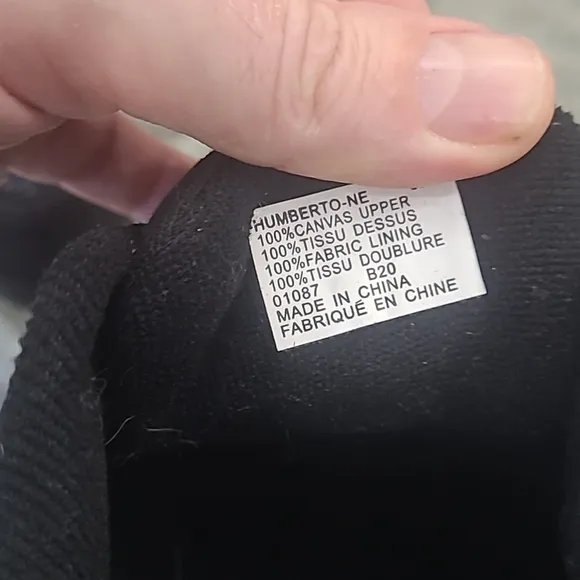 HUMBERTO-NE
100%CANVAS UPPER
100%TISSU DESSUS
100%FABRIC LINING
100%TISSU DOUBLURE
01087 B20
MADE IN CHINA
FABRIQUÉ EN CHINE